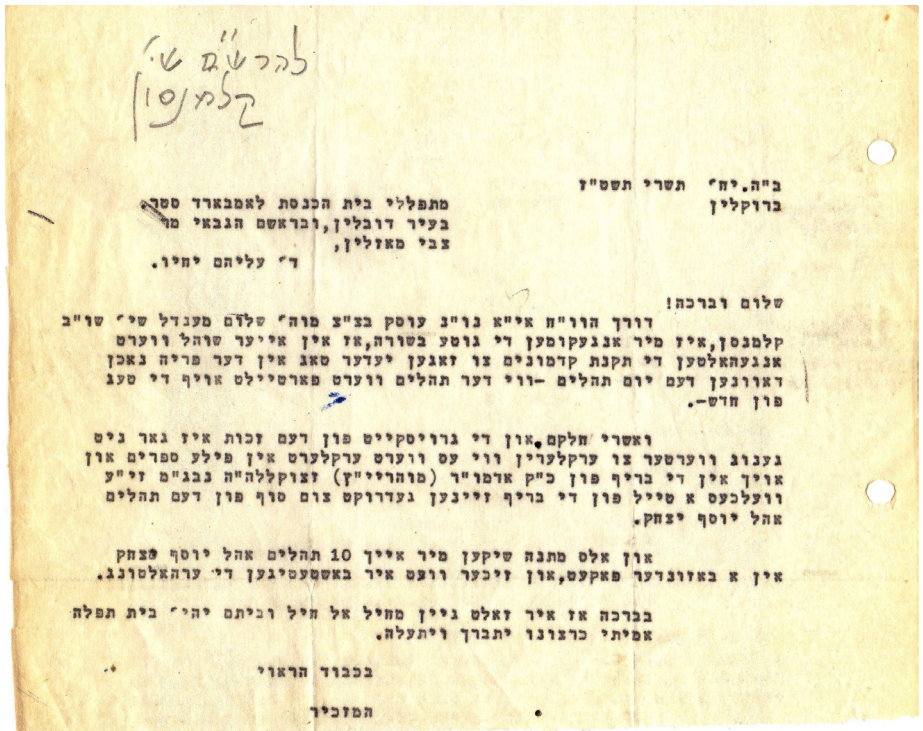 להרש"מ שי'
קלמנסון
ב"ה. יח' תשרי תשט"ז
ברוקלין
מתפללי בית הכנסת לאמבארד סטר.
בעיר דובלין, ובראשם הגבאי מר
צבי מאזלין,
ד' עליהם יחיו.
שלום וברכה!
דורך הוו"ח אי"א נו"נ עוסק בצ"צ מוה' שלום מענדל שי' שו"ב
קלמנסון, איז מיר אנגעקומען די גוטע בשורה, אז אין אייער שוהל ווערט
אנגעהאלטען די תקנת קדמונים צו זאגען יעדער טאג אין דער פריה נאכן
דאוונען דעם יום תהלים -ווי דער תהלים ווערט פארטיילט אויף די טעג
פון חדש-.
ואשרי חלקם. און די גרויסקייט פון דעם זכות איז גאר ניט
גענוג ווערטער צו ערקלערין ווי עס ווערט ערקלערט אין פילע ספרים און
אויך אין די בריף פון כ"ק אדמו"ר (מוהריי"ץ) זצוקללה"ה נבג"מ זי"ע
וועלכעס א טייל פון די בריף זיינען געדרוקט צום סוף פון דעם תהלים
אהל יוסף יצחק.
און אלס מתנה שיקען מיר אייך 10 תהלים אהל יוסף יצחק
אין א באזונדער פאקעט, און זיכער וועט איר באשטעטיגען די ערהאלטונג.
בברכה אז איר זאלט גיין מחיל אל חיל וביתם יהי' בית תפלה
אמיתי כרצונו יתברך ויתעלה.
בכבוד הראוי
המזכיר